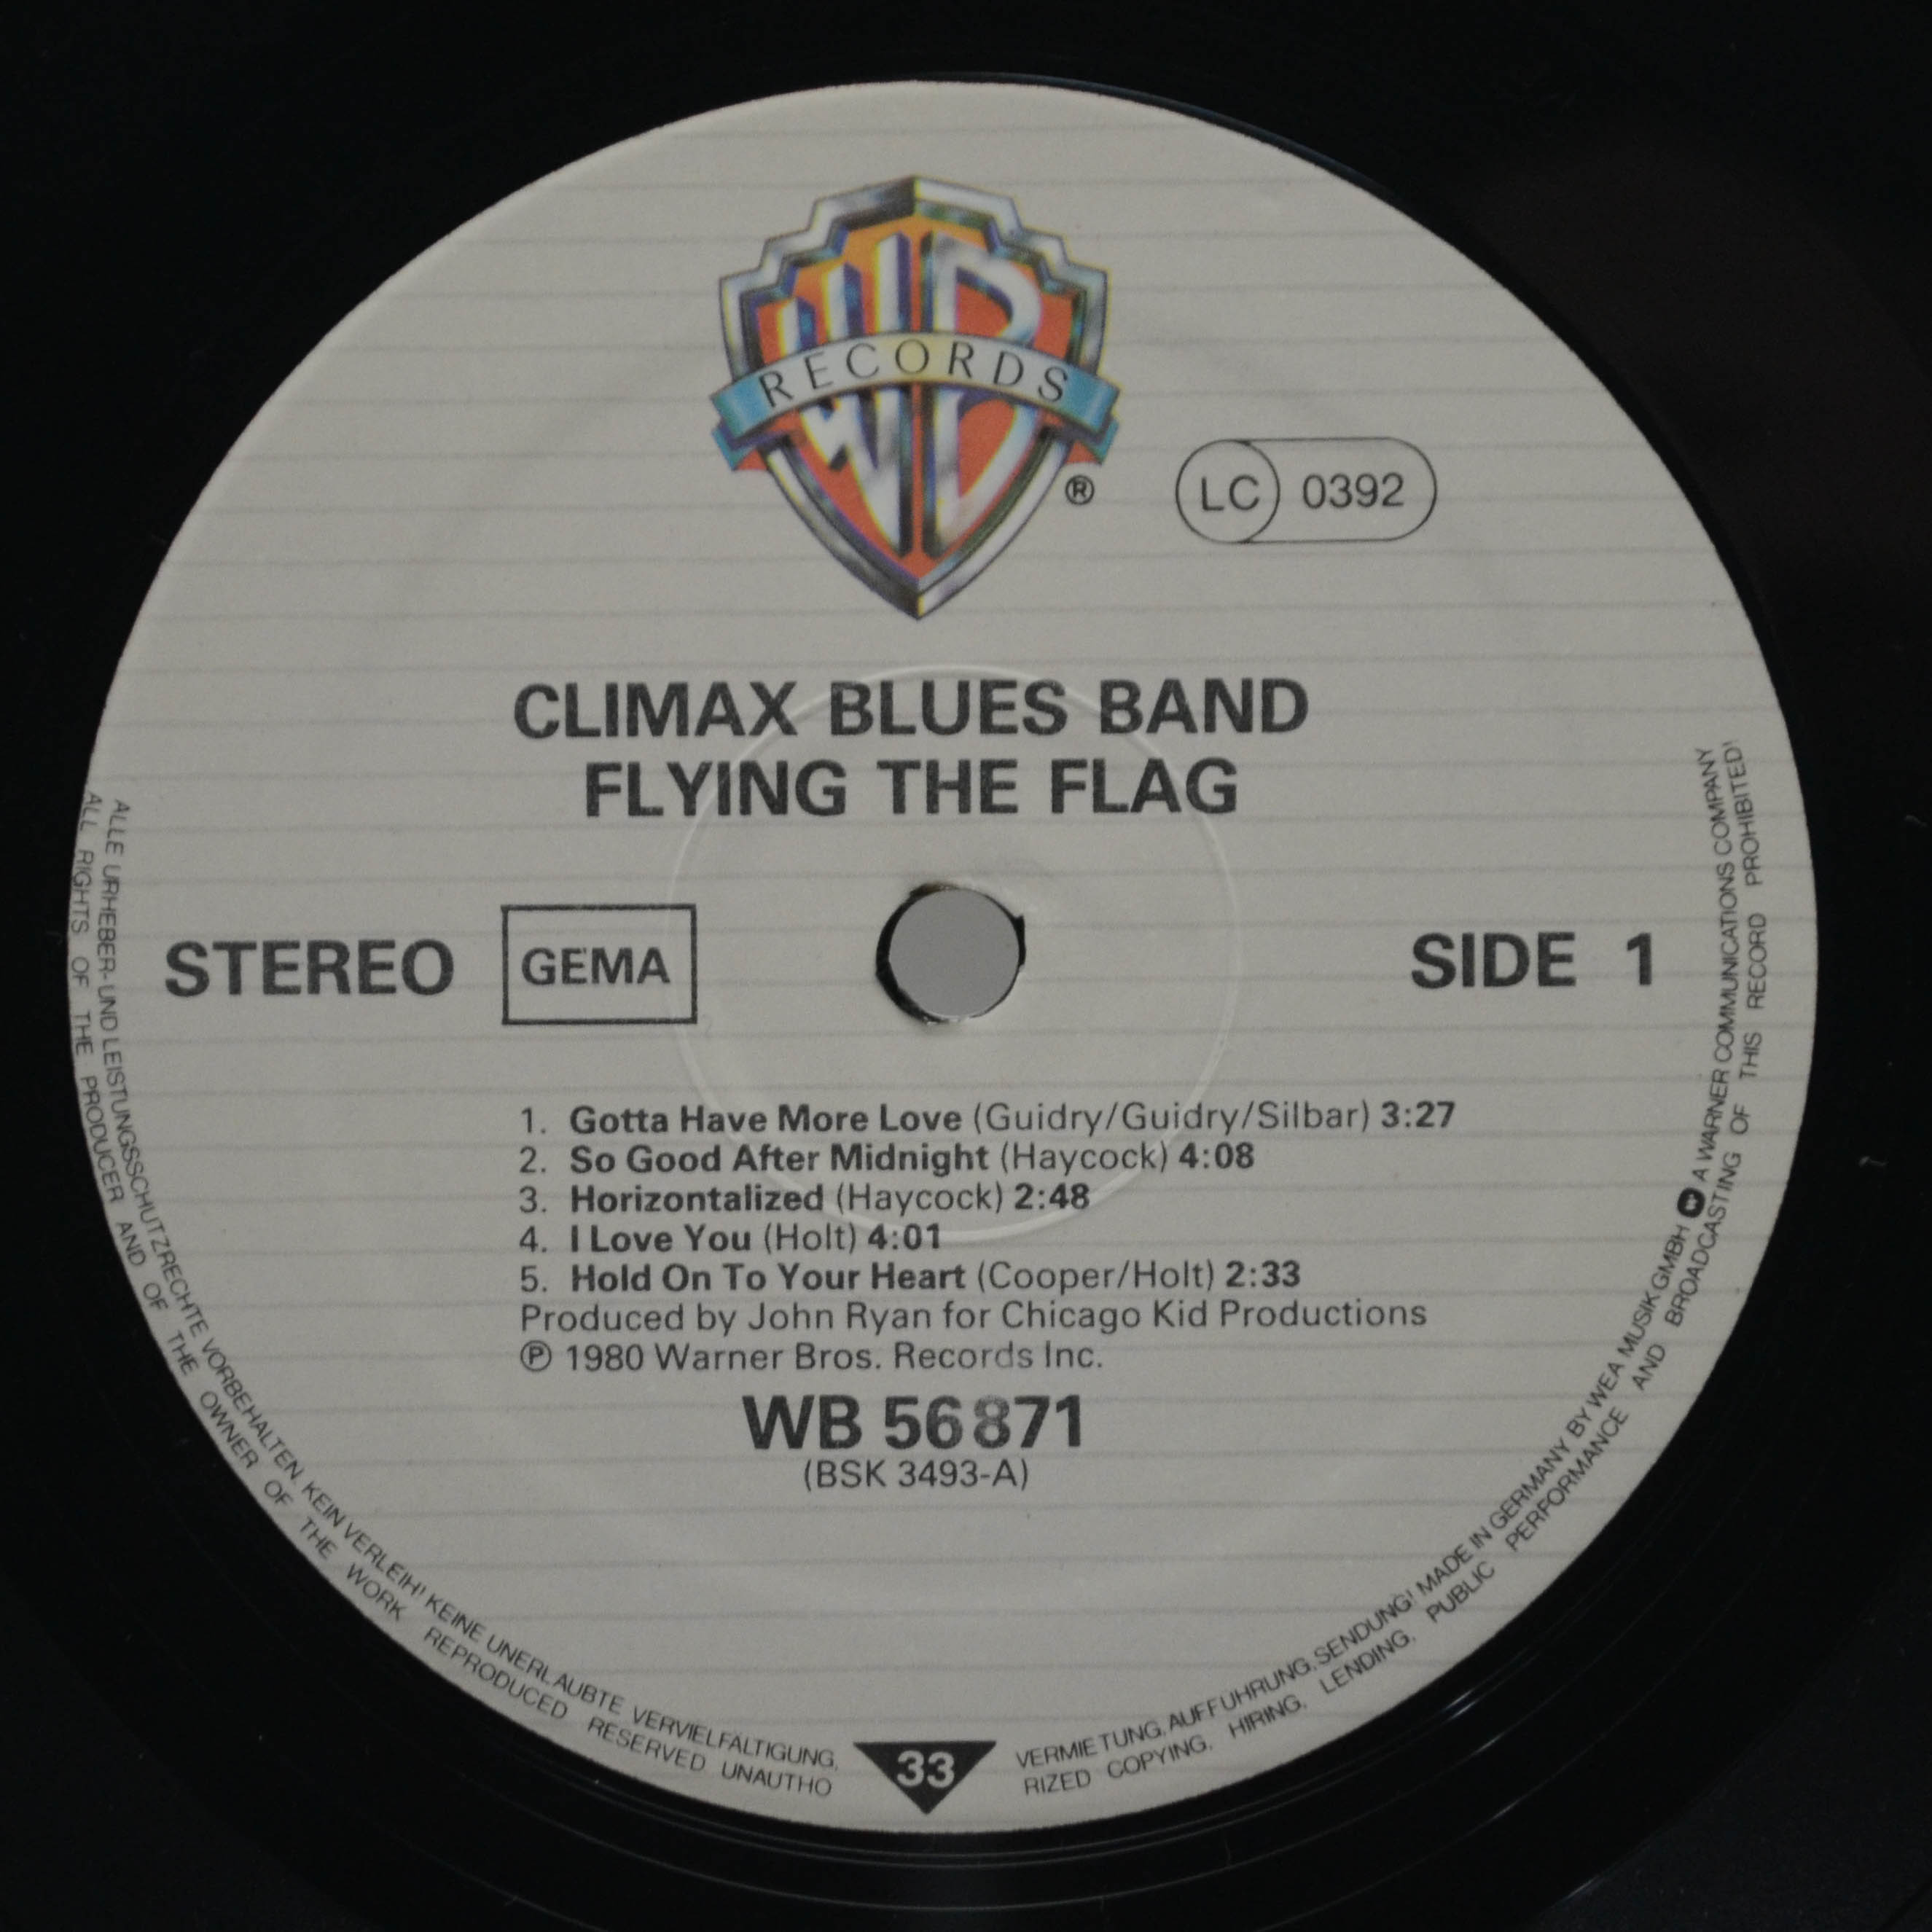 WB
RECORDS
®
LC 0392
CLIMAX BLUES BAND
FLYING THE FLAG
STEREO GEMA SIDE 1
1. Gotta Have More Love (Guidry/Guidry/Silbar) 3:27
2. So Good After Midnight (Haycock) 4:08
3. Horizontalized (Haycock) 2:48
4. I Love You (Holt) 4:01
5. Hold On To Your Heart (Cooper/Holt) 2:33
Produced by John Ryan for Chicago Kid Productions
℗ 1980 Warner Bros. Records Inc.
WB 56 871
(BSK 3493-A)
ALLE URHEBER- UND LEISTUNGSSCHUTZRECHTE VORBEHALTEN. KEIN VERLEIH! KEINE UNERLAUBTE VERVIELFÄLTIGUNG, VERMIETUNG, AUFFÜHRUNG, SENDUNG! MADE IN GERMANY BY WEA MUSIK GMBH A WARNER COMMUNICATIONS COMPANY
ALL RIGHTS OF THE PRODUCER AND OF THE OWNER OF THE WORK REPRODUCED RESERVED UNAUTHO RIZED COPYING, HIRING, LENDING, PUBLIC PERFORMANCE AND BROADCASTING OF THIS RECORD PROHIBITED!
33